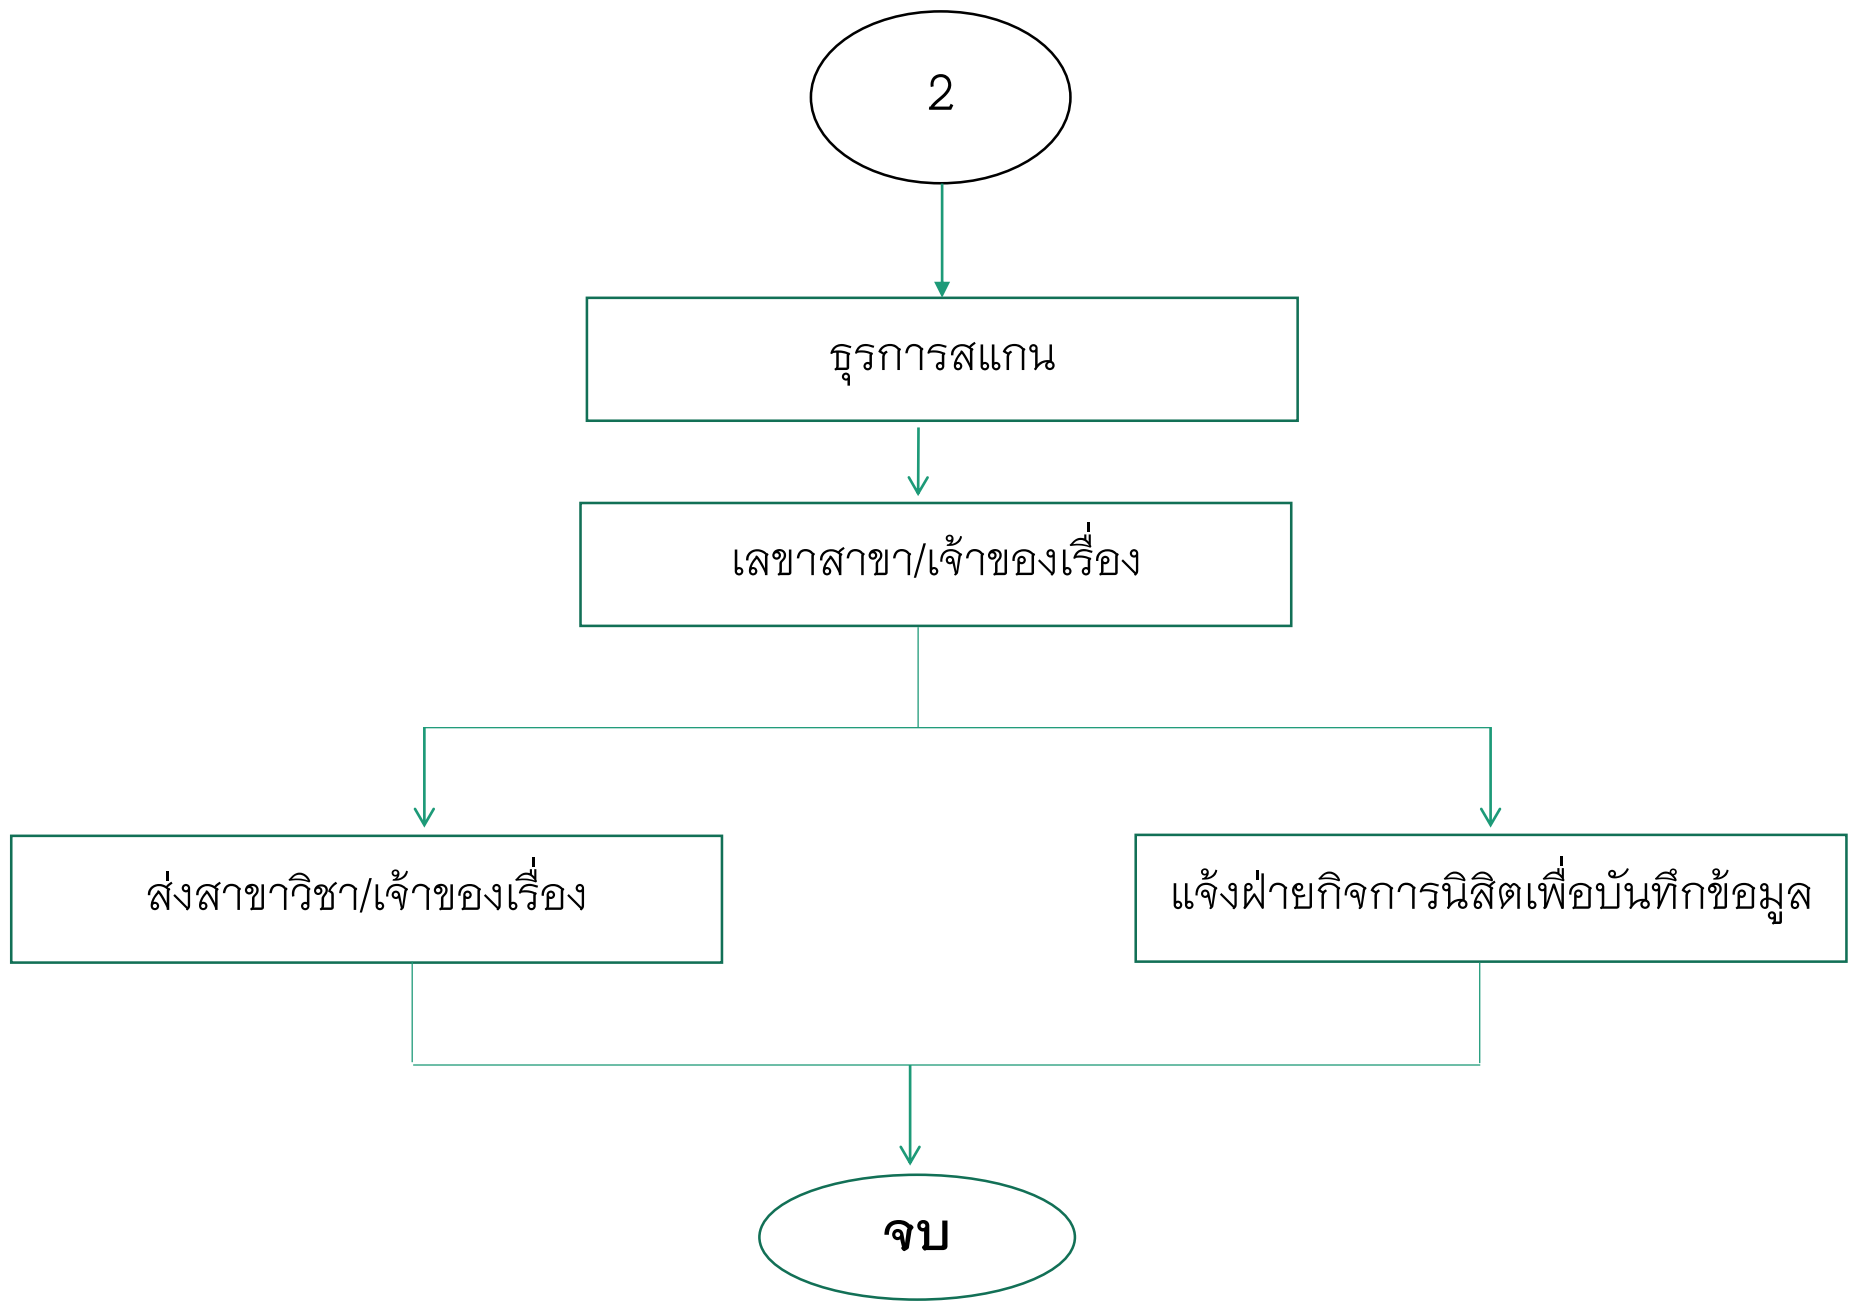 2
ธุรการสแกน
เลขาสาขา/เจ้าของเรื่อง
ส่งสาขาวิชา/เจ้าของเรื่อง
แจ้งฝ่ายกิจการนิสิตเพื่อบันทึกข้อมูล
จบ